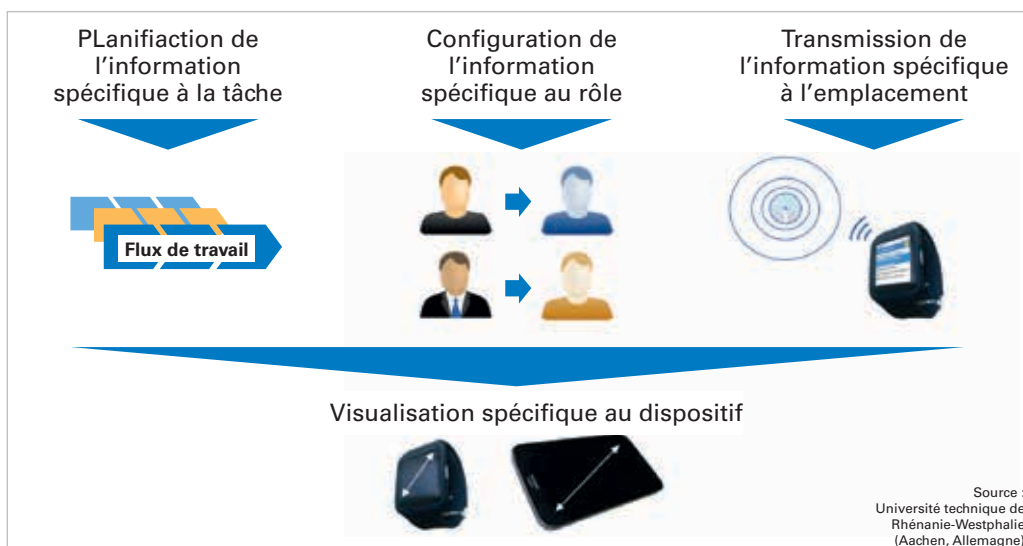 PLanifiaction de
l'information
spécifique à la tâche
Configuration de
l'information
spécifique au rôle
Transmission de
l'information spécifique
à l'emplacement
Flux de travail
Visualisation spécifique au dispositif
Source :
Université technique de
Rhénanie-Westphalie
(Aachen, Allemagne)